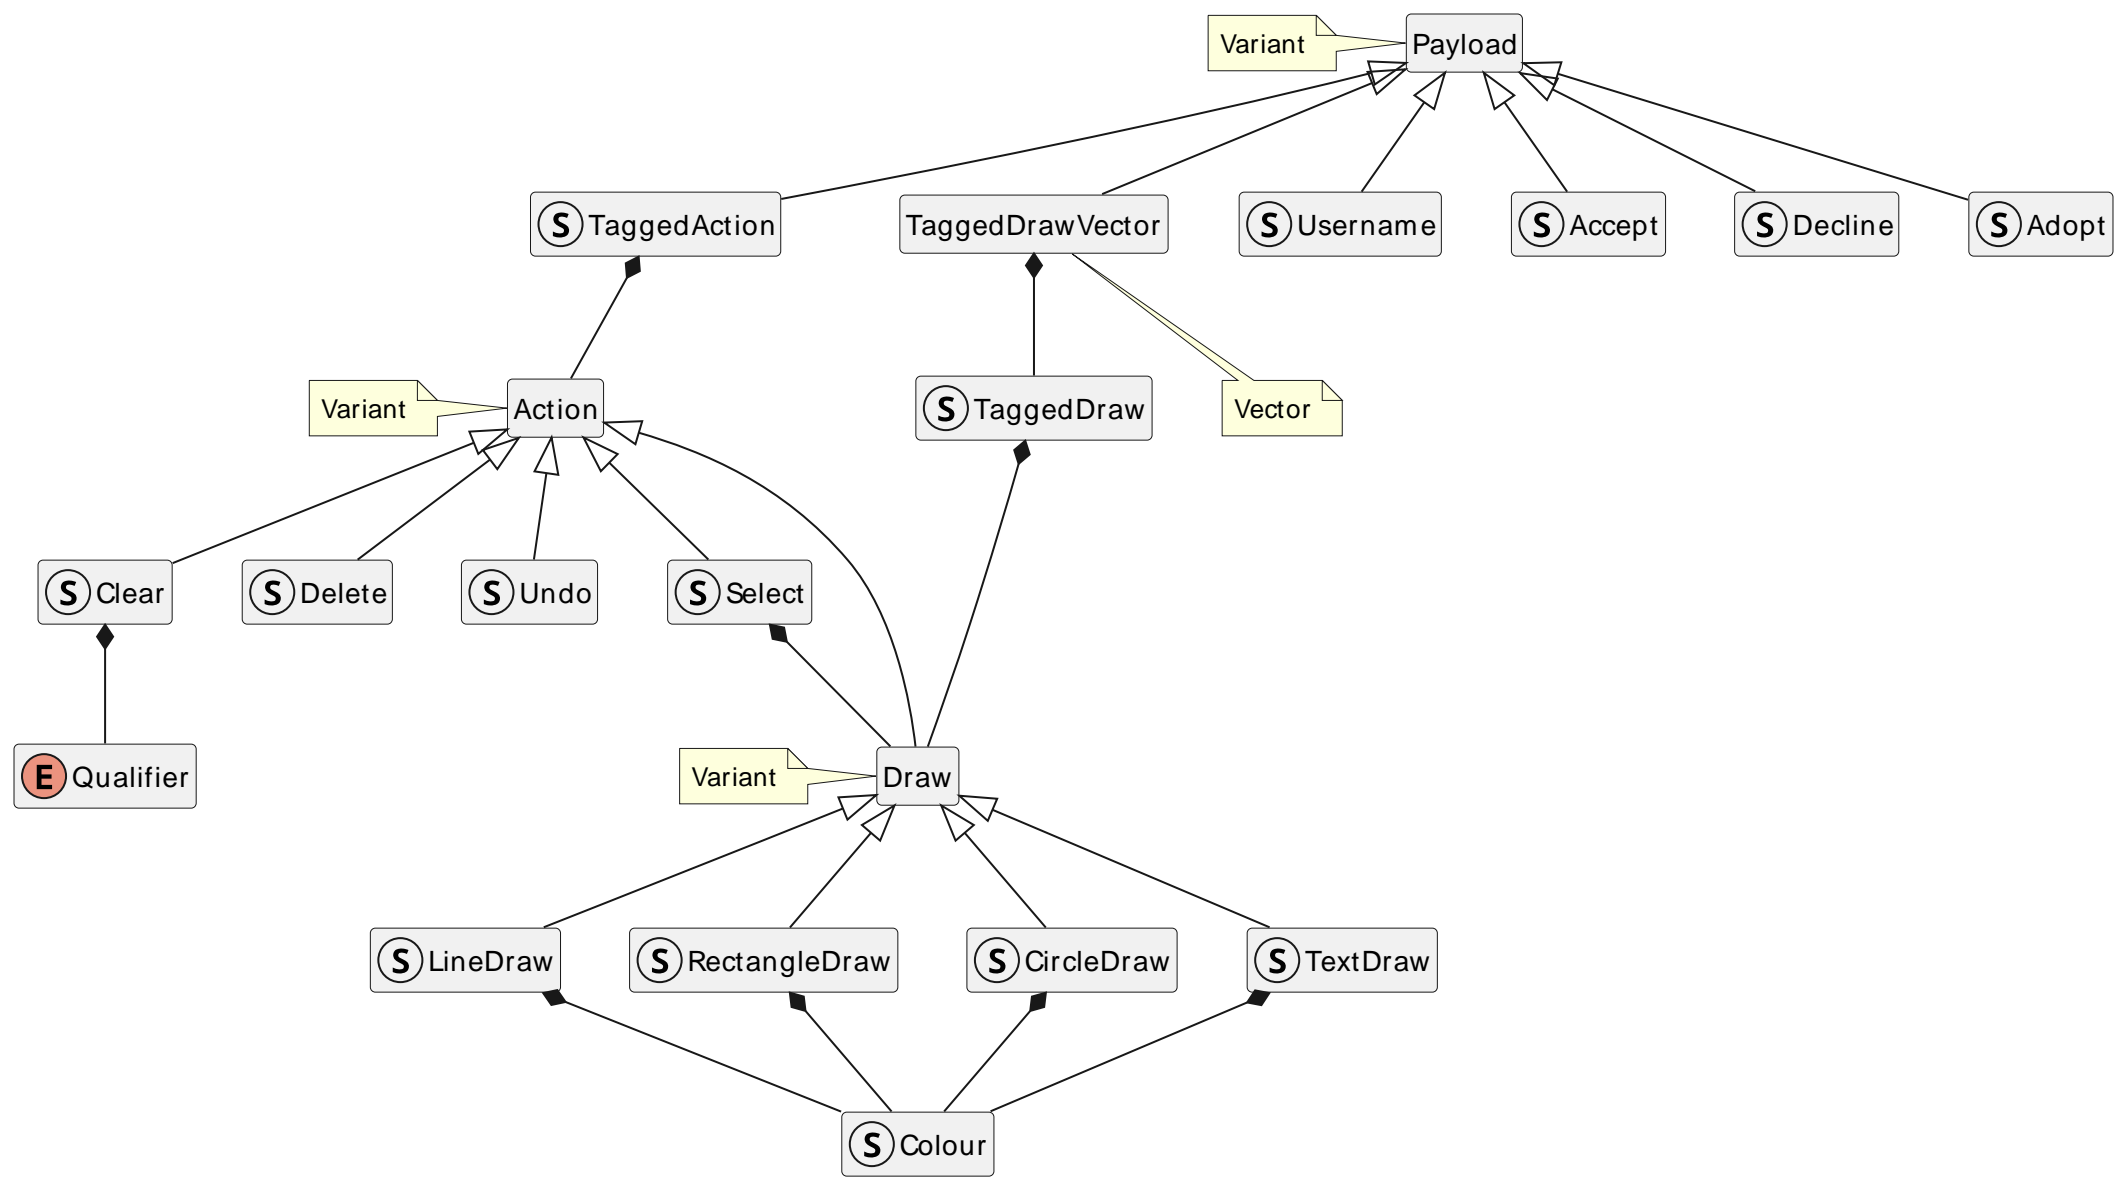 Variant
Payload
S TaggedAction
TaggedDrawVector
S Username
S Accept
S Decline
S Adopt
Variant
Action
S TaggedDraw
Vector
S Clear
S Delete
S Undo
S Select
E Qualifier
Variant
Draw
S LineDraw
S RectangleDraw
S CircleDraw
S TextDraw
S Colour